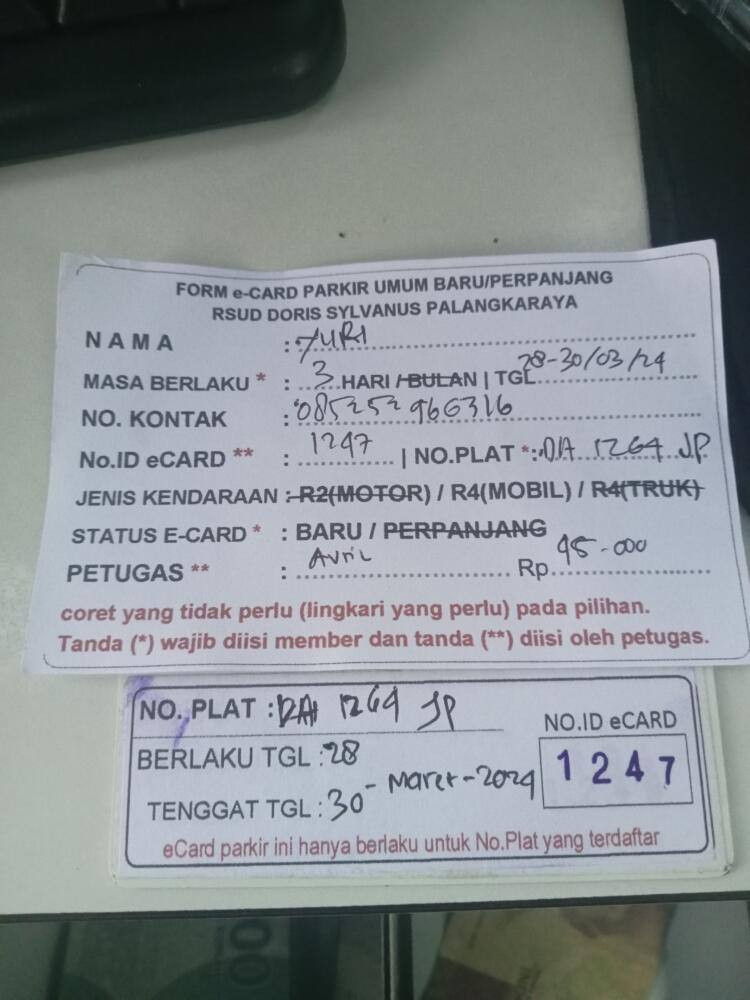 FORM e-CARD PARKIR UMUM BARU/PERPANJANG
RSUD DORIS SYLVANUS PALANGKARAYA
NAMA : YURI
MASA BERLAKU * : 3 HARI / BULAN | TGL 28-30/03/24
NO. KONTAK : 085252966316
No.ID eCARD ** : 1247 | NO.PLAT *: DA 1264 JP
JENIS KENDARAAN : R2(MOTOR) / R4(MOBIL) / R4(TRUK)
STATUS E-CARD * : BARU / PERPANJANG
PETUGAS ** : Avril Rp 45.000
coret yang tidak perlu (lingkari yang perlu) pada pilihan.
Tanda (*) wajib diisi member dan tanda (**) diisi oleh petugas.
NO. PLAT : DA 1264 JP
NO.ID eCARD
BERLAKU TGL : 28
1247
TENGGAT TGL : 30 - Maret - 2024
eCard parkir ini hanya berlaku untuk No.Plat yang terdaftar